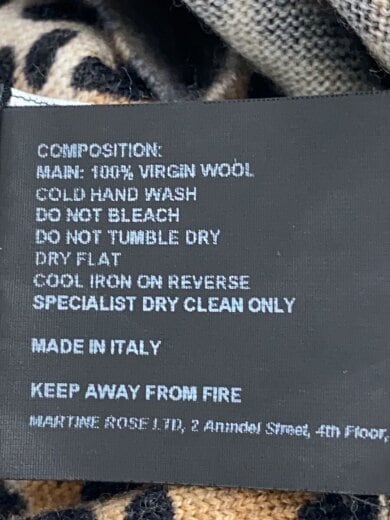 COMPOSITION:
MAIN: 100% VIRGIN WOOL
COLD HAND WASH
DO NOT BLEACH
DO NOT TUMBLE DRY
DRY FLAT
COOL IRON ON REVERSE
SPECIALIST DRY CLEAN ONLY
MADE IN ITALY
KEEP AWAY FROM FIRE
MARTINE ROSE LTD, 2 Arundel Street, 4th Floor,